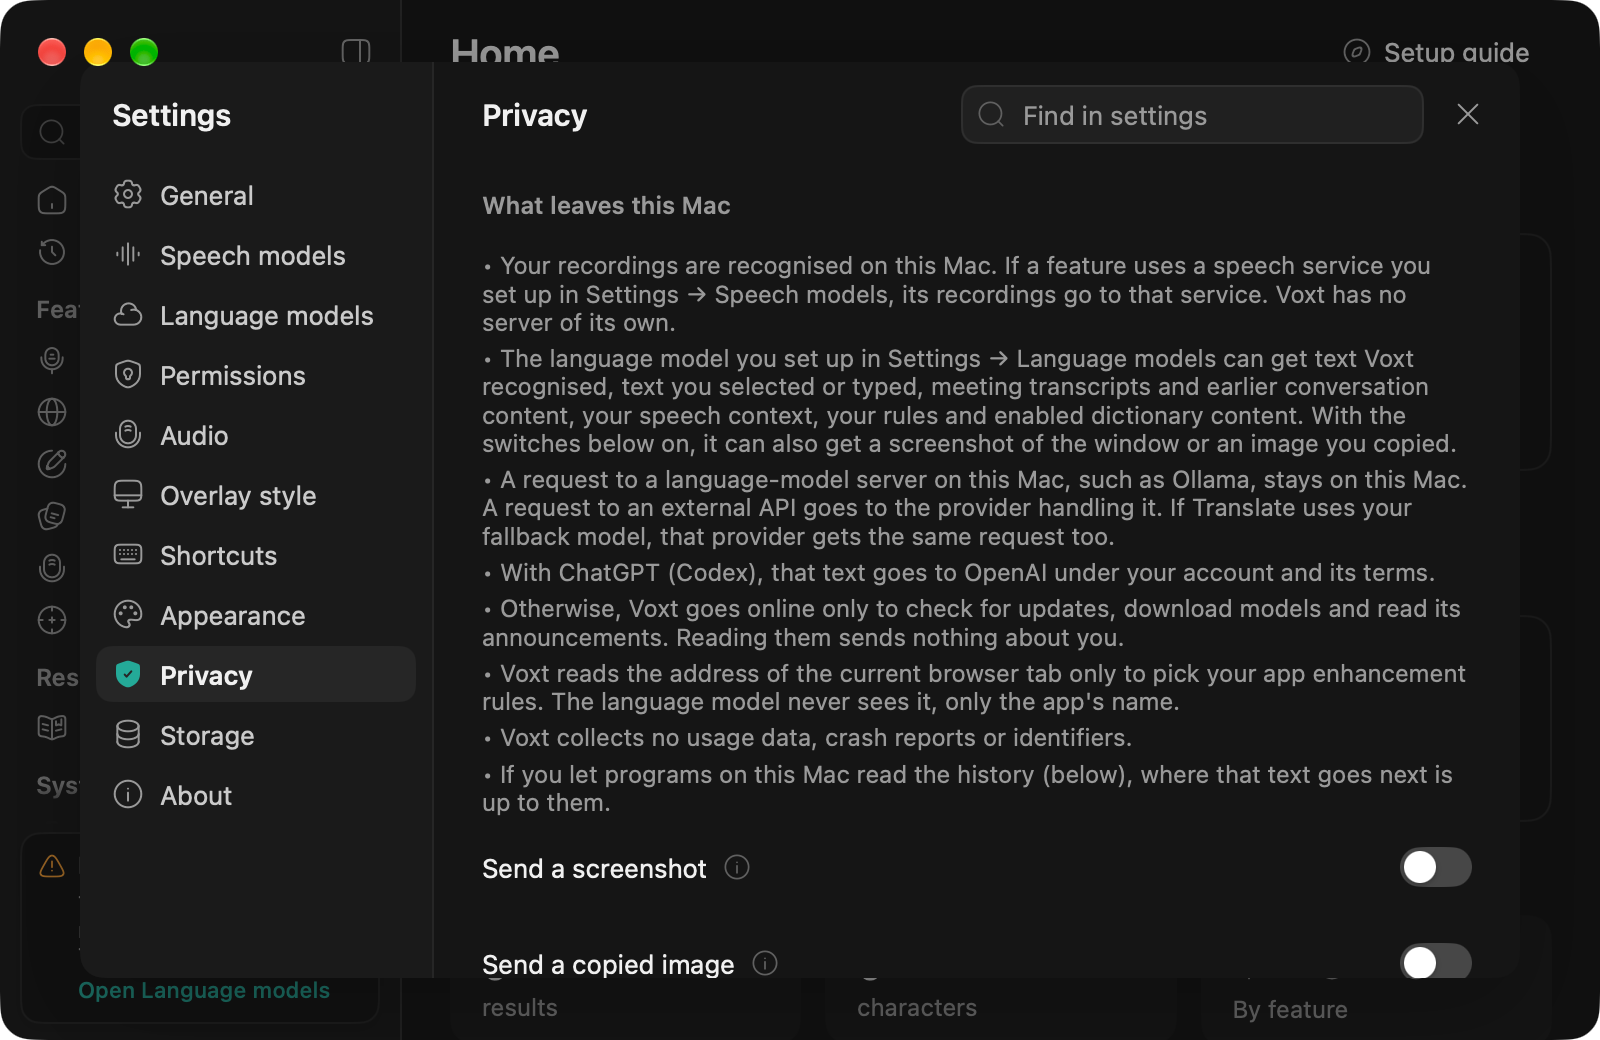 Home
Setup guide
Settings
Privacy
Find in settings
General
Speech models
Language models
Permissions
Audio
Overlay style
Shortcuts
Appearance
Privacy
Storage
About
What leaves this Mac
• Your recordings are recognised on this Mac. If a feature uses a speech service you
set up in Settings → Speech models, its recordings go to that service. Voxt has no
server of its own.
• The language model you set up in Settings → Language models can get text Voxt
recognised, text you selected or typed, meeting transcripts and earlier conversation
content, your speech context, your rules and enabled dictionary content. With the
switches below on, it can also get a screenshot of the window or an image you copied.
• A request to a language-model server on this Mac, such as Ollama, stays on this Mac.
A request to an external API goes to the provider handling it. If Translate uses your
fallback model, that provider gets the same request too.
• With ChatGPT (Codex), that text goes to OpenAI under your account and its terms.
• Otherwise, Voxt goes online only to check for updates, download models and read its
announcements. Reading them sends nothing about you.
• Voxt reads the address of the current browser tab only to pick your app enhancement
rules. The language model never sees it, only the app's name.
• Voxt collects no usage data, crash reports or identifiers.
• If you let programs on this Mac read the history (below), where that text goes next is
up to them.
Send a screenshot
Send a copied image
Open Language models
results
characters
By feature